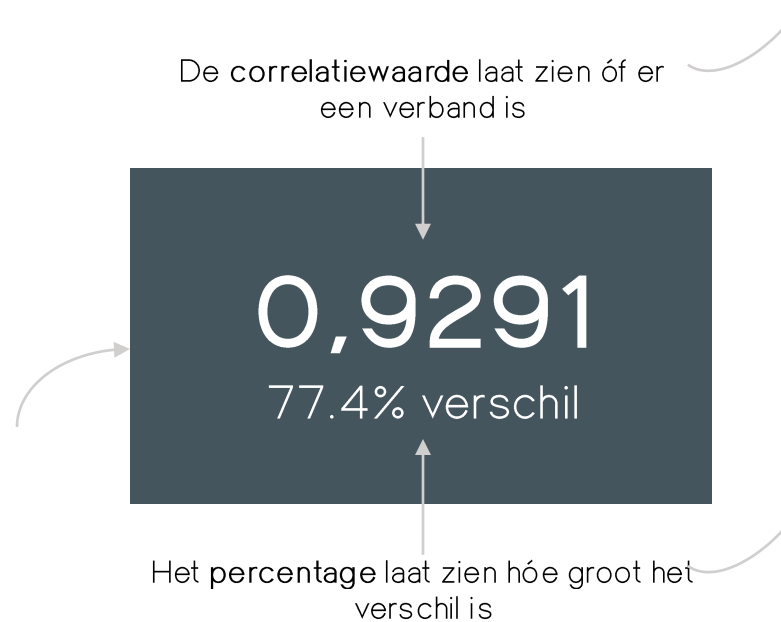 De correlatiewaarde laat zien óf er
een verband is
0,9291
77.4% verschil
Het percentage laat zien hóe groot het
verschil is